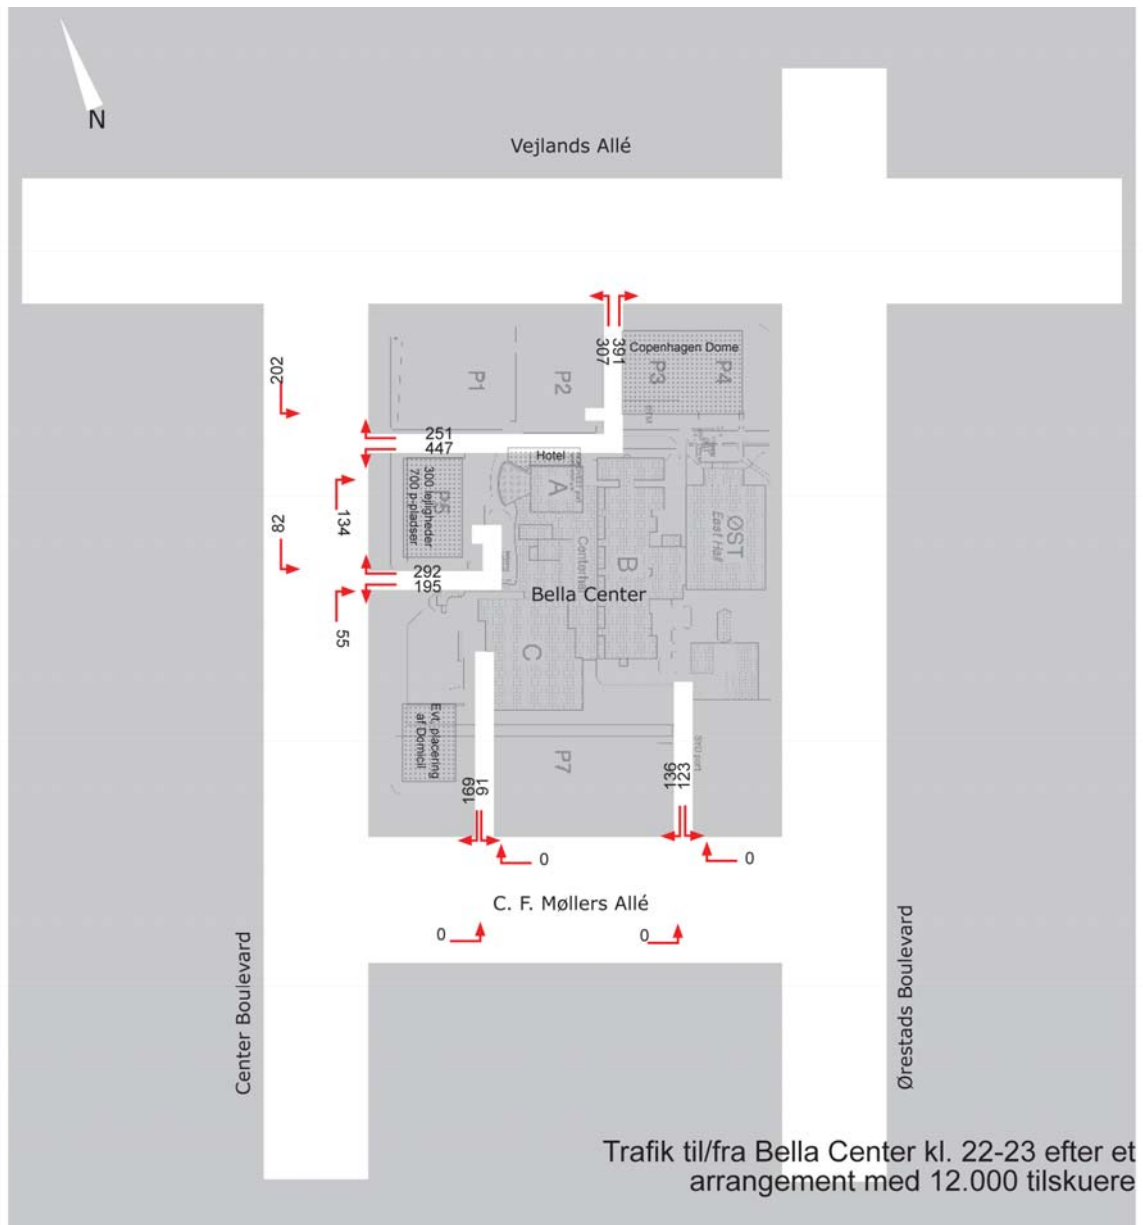 N
Vejlands Allé
202
307
391
Copenhagen Dome
P1
P2
P3
P4
251
447
Hotel
A
300 lejligheder
700 p-pladser
P5
134
82
ØST
East Hall
B
292
195
Bella Center
55
C
Evt. placering
af Domicil
P7
169
91
136
123
0
0
C. F. Møllers Allé
0
0
Center Boulevard
Ørestads Boulevard
Trafik til/fra Bella Center kl. 22-23 efter et
arrangement med 12.000 tilskuere